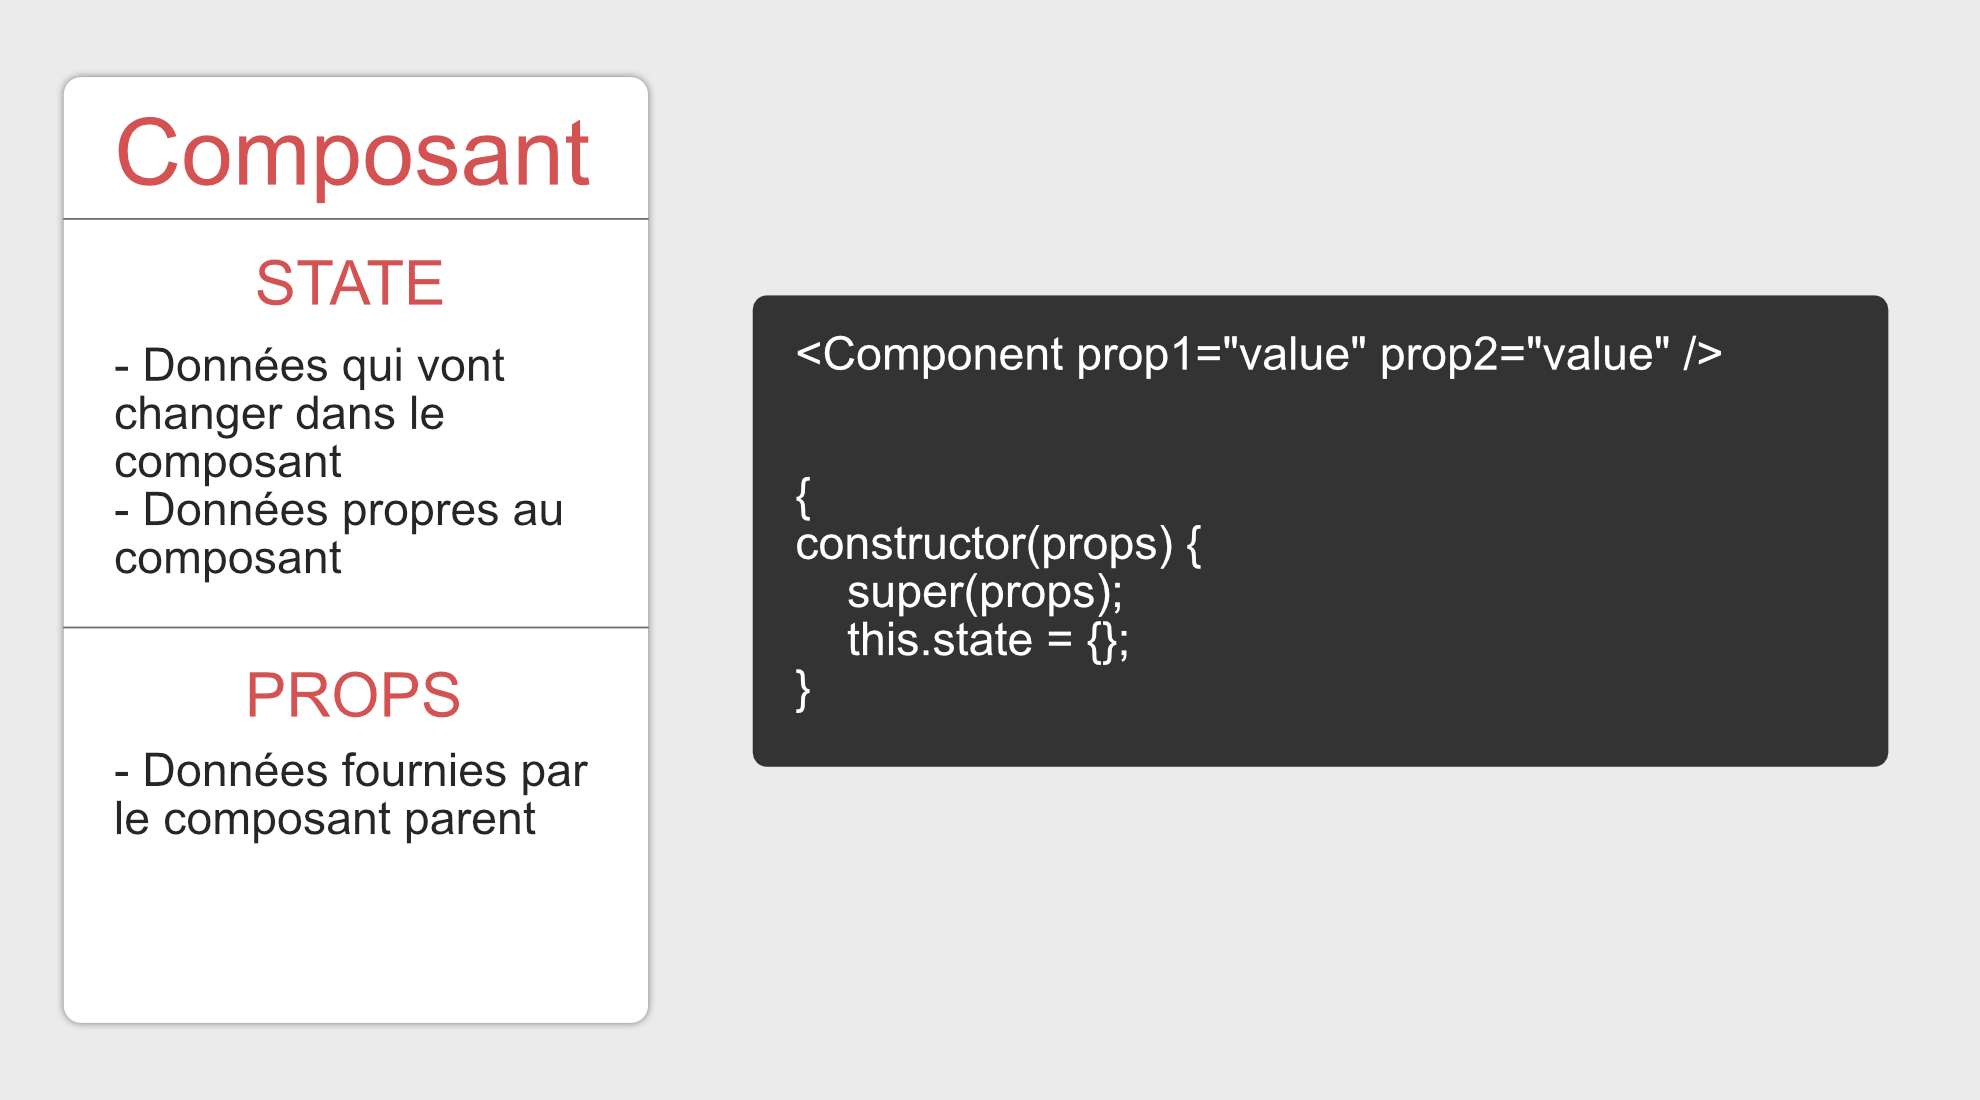 Composant
STATE
- Données qui vont
changer dans le
composant
- Données propres au
composant
PROPS
- Données fournies par
le composant parent
<Component prop1="value" prop2="value" />
{
constructor(props) {
super(props);
this.state = {};
}